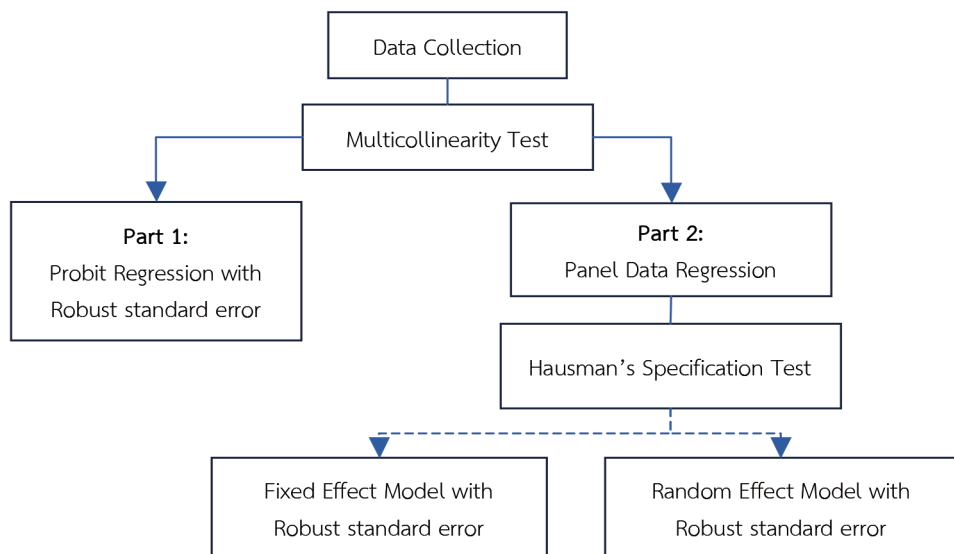 Data Collection
Multicollinearity Test
Part 1:
Probit Regression with
Robust standard error
Part 2:
Panel Data Regression
Hausman's Specification Test
Fixed Effect Model with
Robust standard error
Random Effect Model with
Robust standard error